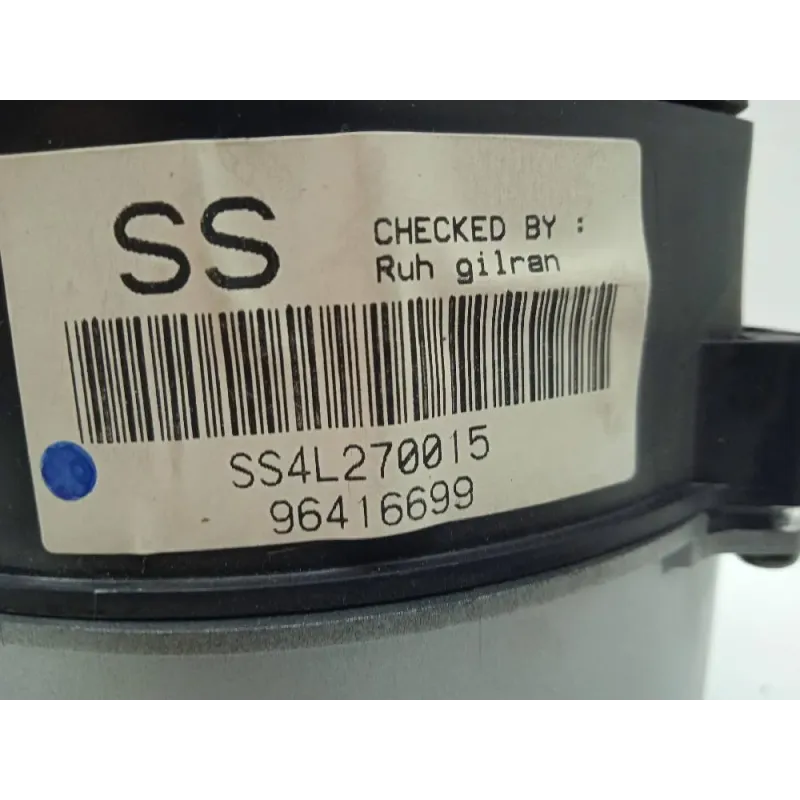 SS
CHECKED BY :
Ruh gilran
SS4L270015
96416699